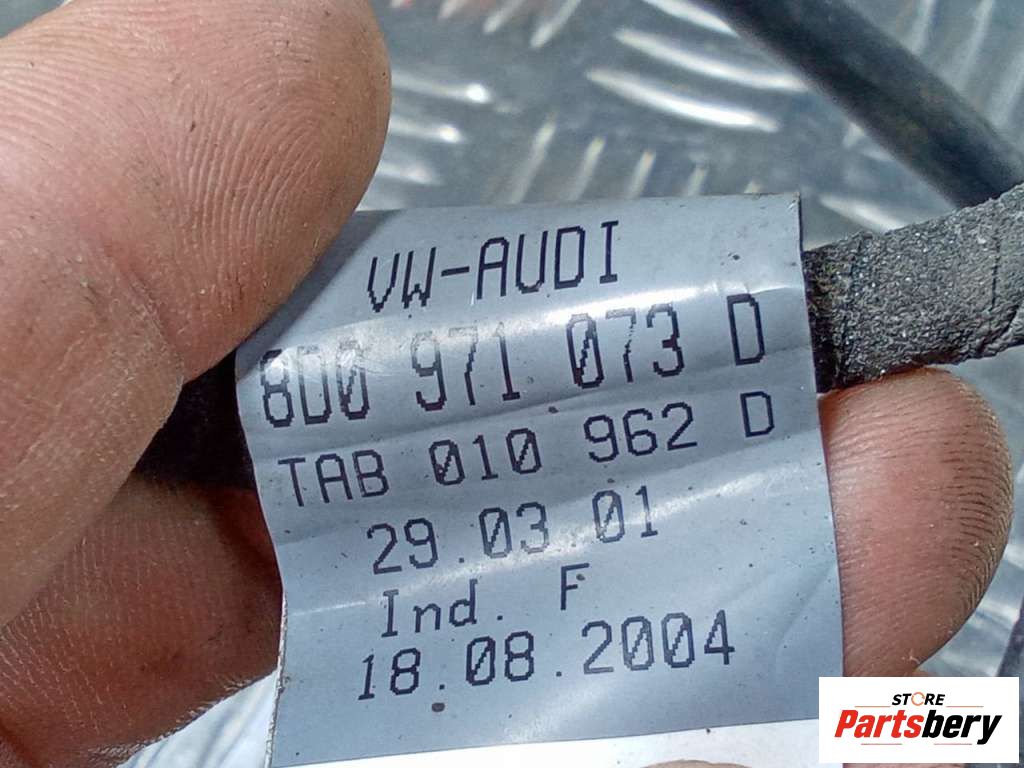 VW-AUDI
8D0 971 073 D
TAB 010 962 D
29.03.01
Ind. F
18.08.2004
STORE
Partsbery